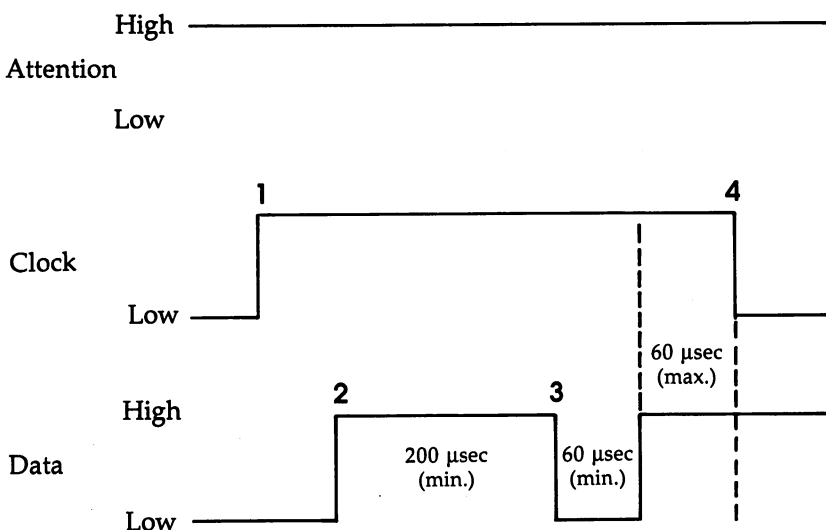 High
Attention
Low
1
4
Clock
Low
60 μsec
(max.)
2
3
High
Data
200 μsec
(min.)
60 μsec
(min.)
Low